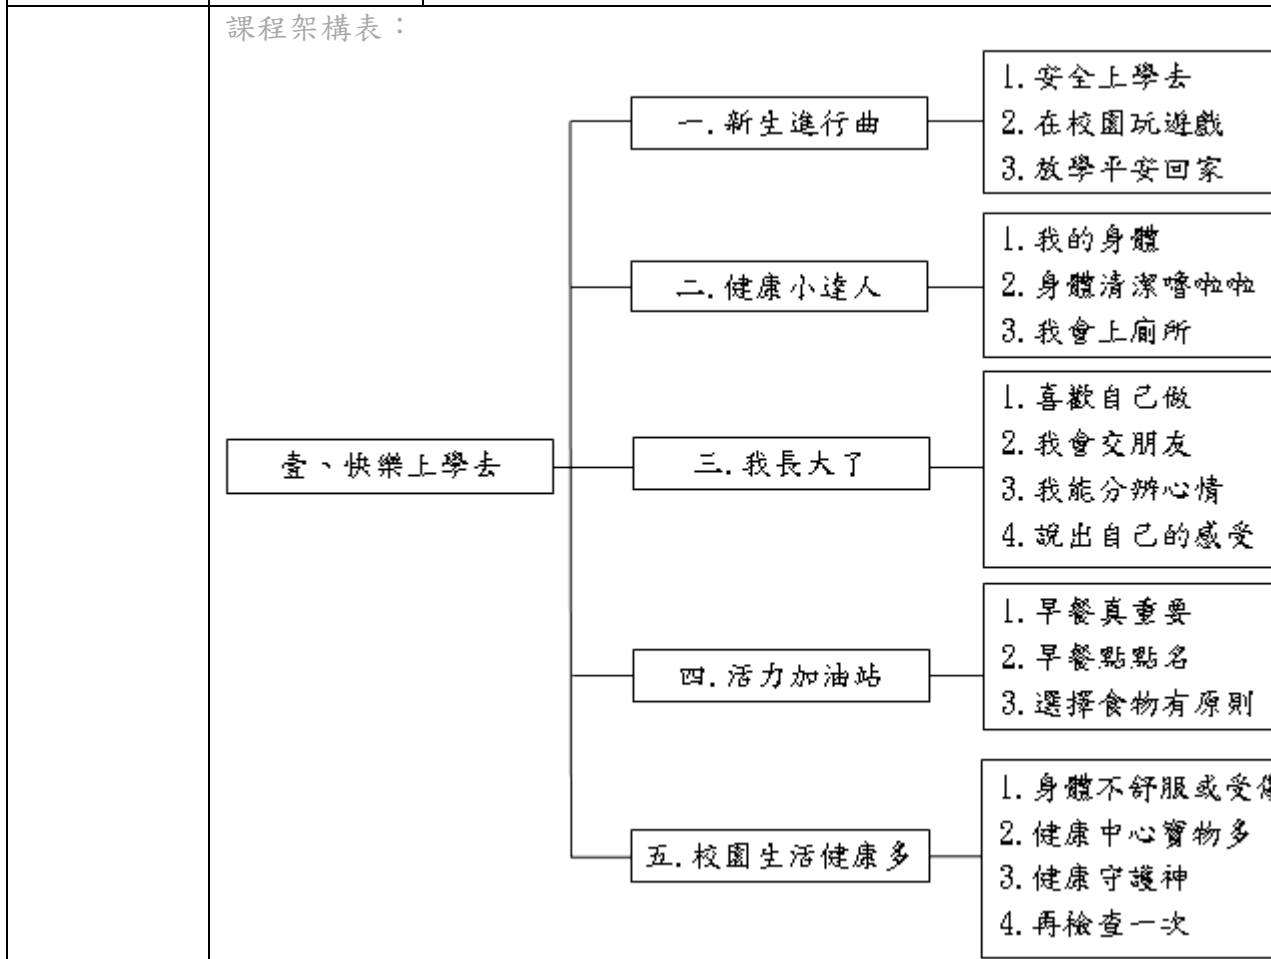 課程架構表：
壹、快樂上學去
一.新生進行曲
1.安全上學去
2.在校園玩遊戲
3.放學平安回家
二.健康小達人
1.我的身體
2.身體清潔嚕啦啦
3.我會上廁所
三.我長大了
1.喜歡自己做
2.我會交朋友
3.我能分辨心情
4.說出自己的感受
四.活力加油站
1.早餐真重要
2.早餐點點名
3.選擇食物有原則
五.校園生活健康多
1.身體不舒服或受
2.健康中心寶物多
3.健康守護神
4.再檢查一次